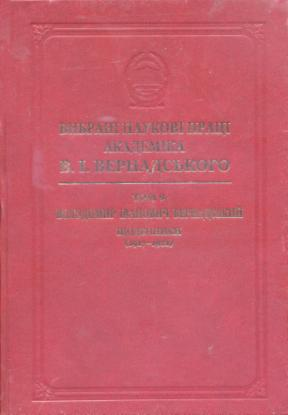 ВИБРАНІ НАУКОВІ ПРАЦІ
АКАДЕМІКА
В. І. ВЕРНАДСЬКОГО
ТОМ
ВОЛОДИМИР ІВАНОВИЧ ВЕРНАДСЬКИЙ
ЩОДЕННИКИ